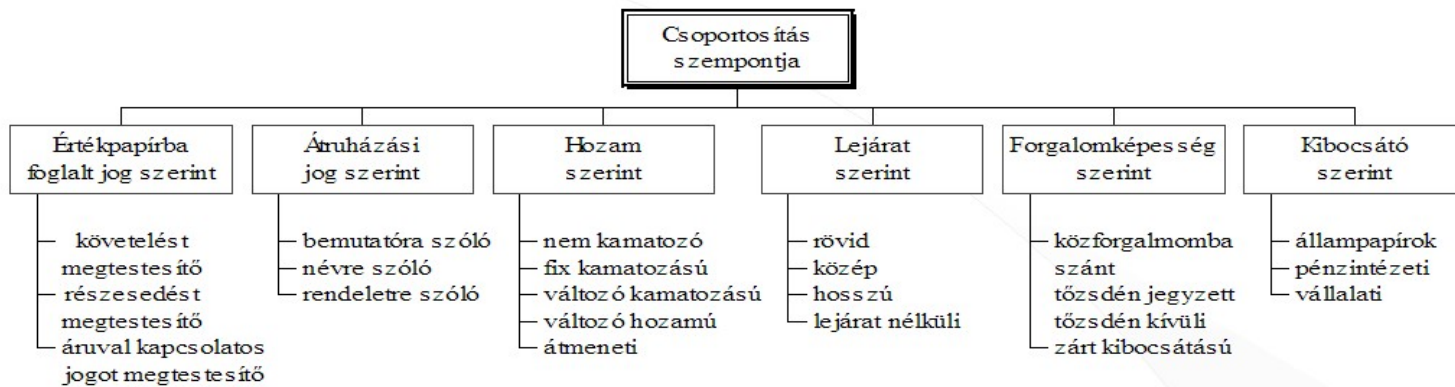 Csoportosítás
szempontja
Értékpapírba
foglalt jog szerint
követelést
megtestesítő
részesedést
megtestesítő
áruval kapcsolatos
jogot megtestesítő
Átruházási
jog szerint
bemutatóra szóló
névre szóló
rendeletre szóló
Hozam
szerint
nem kamatozó
fix kamatozású
változó kamatozású
változó hozamú
átmeneti
Lejárat
szerint
rövid
közép
hosszú
lejárat nélküli
Forgalomképesség
szerint
közforgalmomba
szánt
tőzsdén jegyzett
tőzsdén kívüli
zárt kibocsátású
Kibocsátó
szerint
állampapírok
pénzintézeti
vállalati